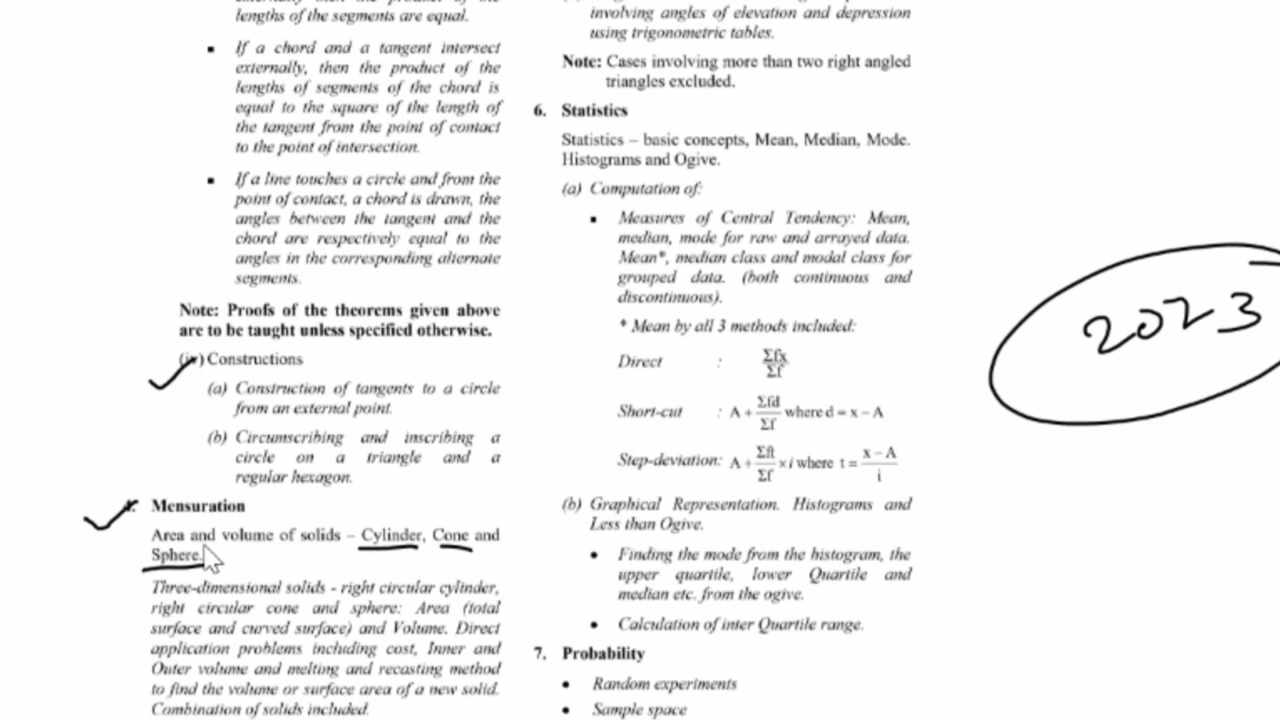 lengths of the segments are equal.
▪ If a chord and a tangent intersect
externally, then the product of the
lengths of segments of the chord is
equal to the square of the length of
the tangent from the point of contact
to the point of intersection.
▪ If a line touches a circle and from the
point of contact, a chord is drawn, the
angles between the tangent and the
chord are respectively equal to the
angles in the corresponding alternate
segments.
Note: Proofs of the theorems given above
are to be taught unless specified otherwise.
(iv) Constructions
(a) Construction of tangents to a circle
from an external point.
(b) Circumscribing and inscribing a
circle on a triangle and a
regular hexagon.
Mensuration
Area and volume of solids – Cylinder, Cone and
Sphere.
Three-dimensional solids - right circular cylinder,
right circular cone and sphere: Area (total
surface and curved surface) and Volume. Direct
application problems including cost, Inner and
Outer volume and melting and recasting method
to find the volume or surface area of a new solid.
Combination of solids included.
involving angles of elevation and depression
using trigonometric tables.
Note: Cases involving more than two right angled
triangles excluded.
6. Statistics
Statistics – basic concepts, Mean, Median, Mode.
Histograms and Ogive.
(a) Computation of:
▪ Measures of Central Tendency: Mean,
median, mode for raw and arrayed data.
Mean*, median class and modal class for
grouped data. (both continuous and
discontinuous).
* Mean by all 3 methods included:
Direct : Σfx/Σf
Short-cut : A + Σfd/Σf where d = x – A
Step-deviation: A + Σft/Σf × i where t = x – A/i
(b) Graphical Representation. Histograms and
Less than Ogive.
• Finding the mode from the histogram, the
upper quartile, lower Quartile and
median etc. from the ogive.
• Calculation of inter Quartile range.
7. Probability
• Random experiments
• Sample space
2023